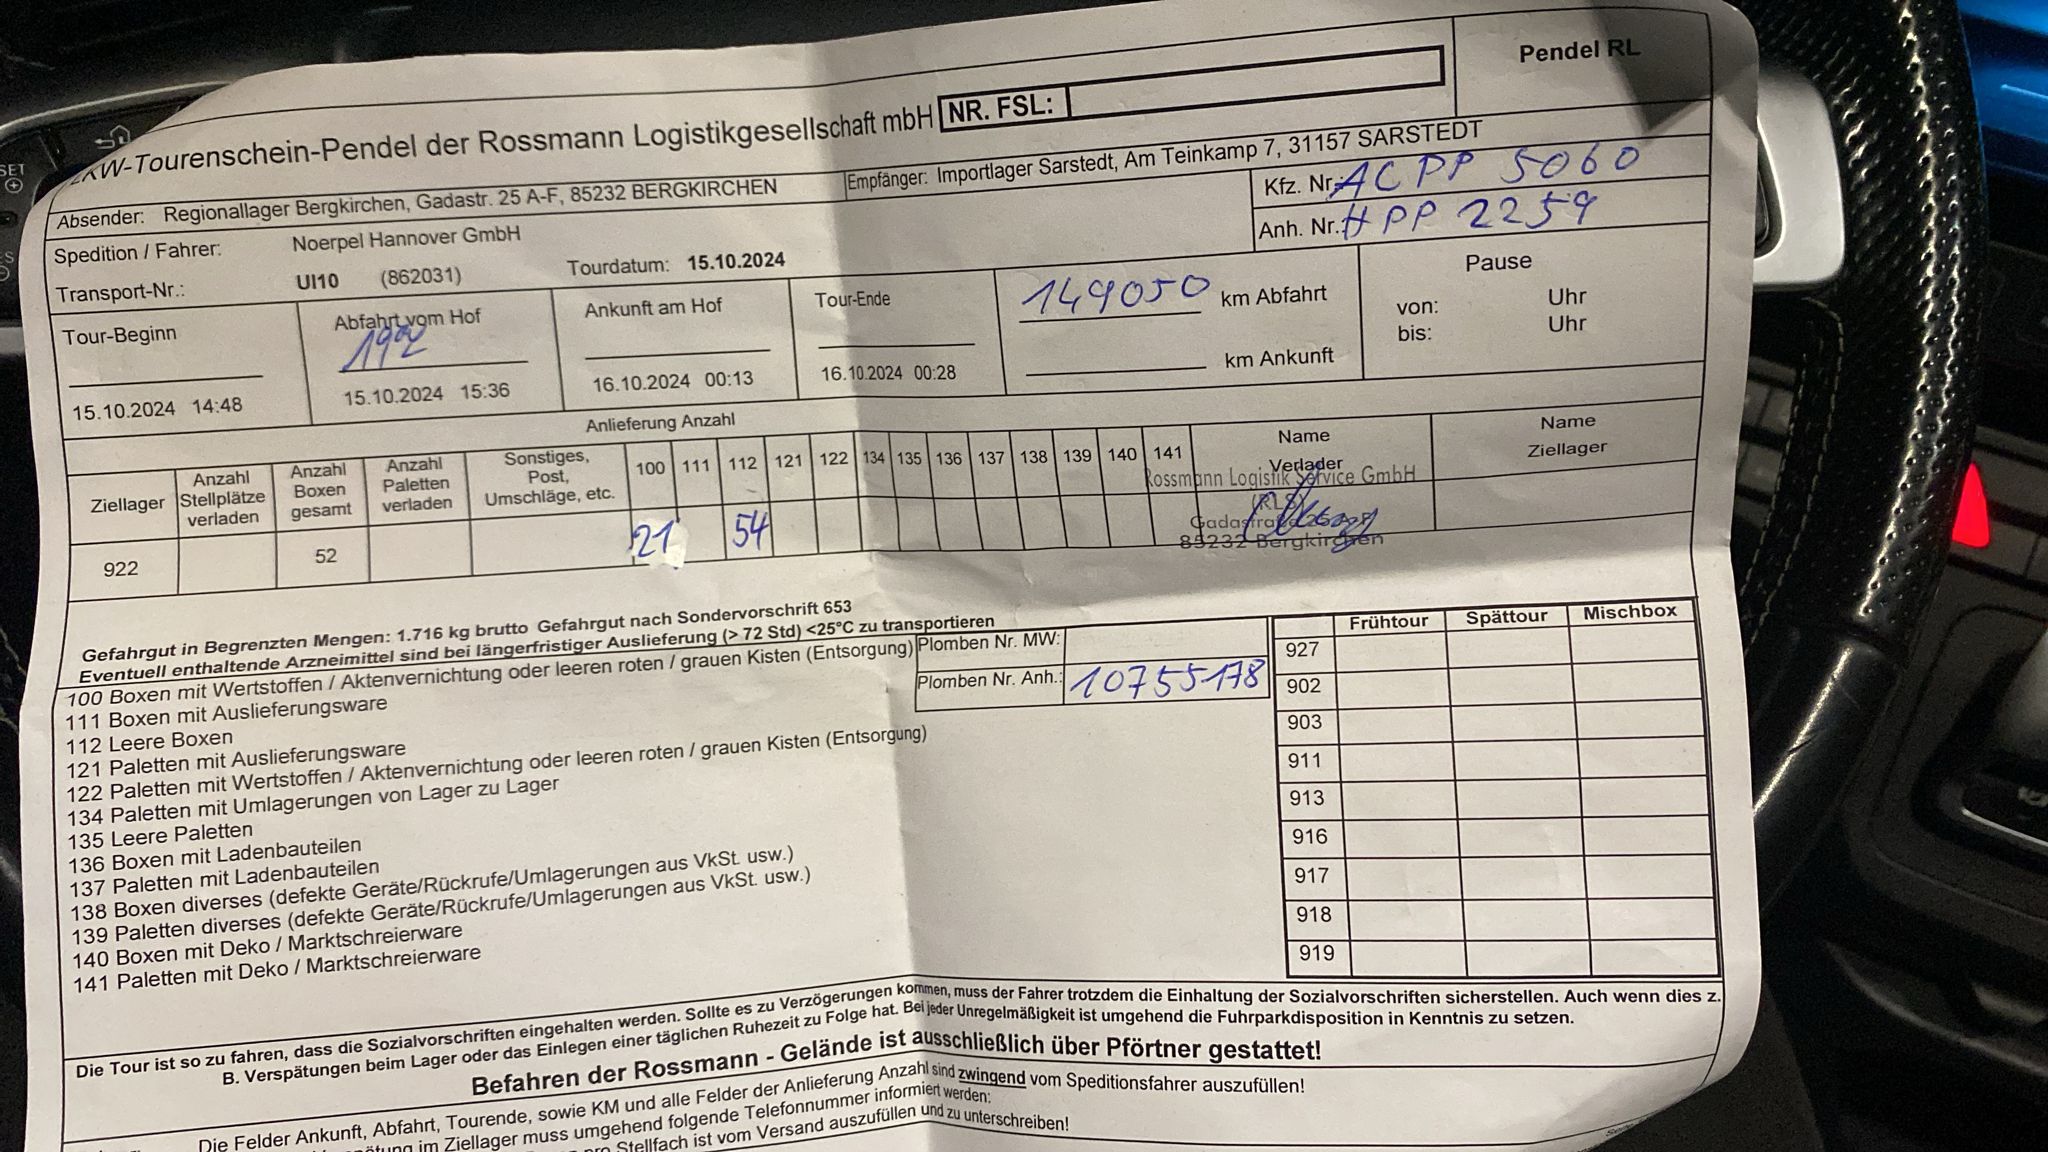 LKW-Tourenschein-Pendel der Rossmann Logistikgesellschaft mbH NR. FSL: Pendel RL
Absender: Regionallager Bergkirchen, Gadastr. 25 A-F, 85232 BERGKIRCHEN Empfänger: Importlager Sarstedt, Am Teinkamp 7, 31157 SARSTEDT
Spedition / Fahrer: Noerpel Hannover GmbH Kfz. Nr.: ACPP 5060
Transport-Nr.: UI10 (862031) Tourdatum: 15.10.2024 Anh. Nr.: HPP 2259
Tour-Beginn Abfahrt vom Hof Ankunft am Hof Tour-Ende 149050 km Abfahrt Pause
von: Uhr
bis: Uhr
km Ankunft
15.10.2024 14:48 15.10.2024 15:36 16.10.2024 00:13 16.10.2024 00:28
Anlieferung Anzahl
Ziellager Anzahl Stellplätze verladen Anzahl Boxen gesamt Anzahl Paletten verladen Sonstiges, Post, Umschläge, etc. 100 111 112 121 122 134 135 136 137 138 139 140 141 Name Verlader Name Ziellager
Rossmann Logistik Service GmbH
(RLS)
85232 Bergkirchen
922 52 21 54
Gefahrgut in Begrenzten Mengen: 1.716 kg brutto Gefahrgut nach Sondervorschrift 653
Eventuell enthaltende Arzneimittel sind bei längerfristiger Auslieferung (> 72 Std) <25°C zu transportieren
100 Boxen mit Wertstoffen / Aktenvernichtung oder leeren roten / grauen Kisten (Entsorgung)
111 Boxen mit Auslieferungsware
112 Leere Boxen
121 Paletten mit Auslieferungsware
122 Paletten mit Wertstoffen / Aktenvernichtung oder leeren roten / grauen Kisten (Entsorgung)
134 Paletten mit Umlagerungen von Lager zu Lager
135 Leere Paletten
136 Boxen mit Ladenbauteilen
137 Paletten mit Ladenbauteilen
138 Boxen diverses (defekte Geräte/Rückrufe/Umlagerungen aus VkSt. usw.)
139 Paletten diverses (defekte Geräte/Rückrufe/Umlagerungen aus VkSt. usw.)
140 Boxen mit Deko / Marktschreierware
141 Paletten mit Deko / Marktschreierware
Plomben Nr. MW:
Plomben Nr. Anh.: 10755178
Frühtour Spättour Mischbox
927
902
903
911
913
916
917
918
919
Die Tour ist so zu fahren, dass die Sozialvorschriften eingehalten werden. Sollte es zu Verzögerungen kommen, muss der Fahrer trotzdem die Einhaltung der Sozialvorschriften sicherstellen. Auch wenn dies z.
B. Verspätungen beim Lager oder das Einlegen einer täglichen Ruhezeit zu Folge hat. Bei jeder Unregelmäßigkeit ist umgehend die Fuhrparkdisposition in Kenntnis zu setzen.
Befahren der Rossmann - Gelände ist ausschließlich über Pförtner gestattet!
Die Felder Ankunft, Abfahrt, Tourende, sowie KM und alle Felder der Anlieferung Anzahl sind zwingend vom Speditionsfahrer auszufüllen!
im Ziellager muss umgehend folgende Telefonnummer informiert werden:
Stellfach ist vom Versand auszufüllen und zu unterschreiben!